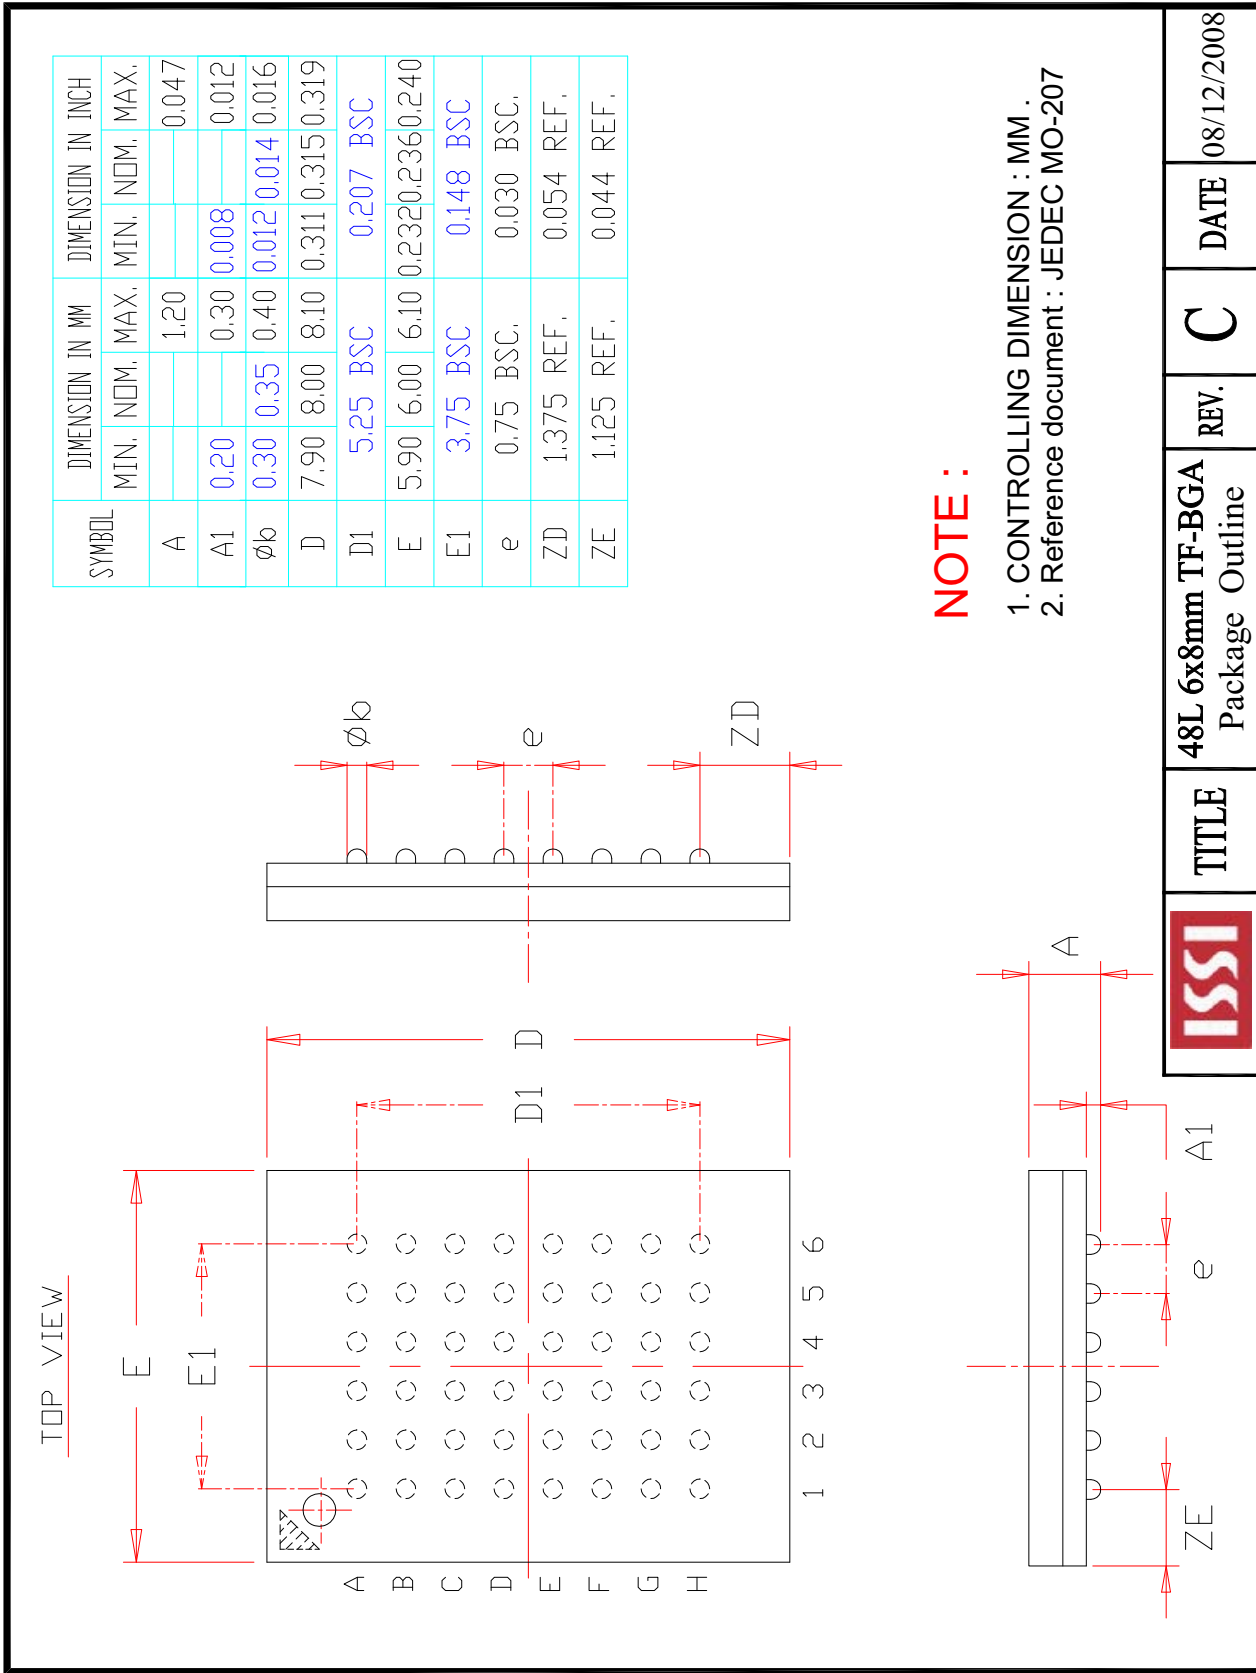 TOP VIEW
E
E1
A
B
C
D
E
F
G
H
1 2 3 4 5 6
D1
D
Øb
e
ZD
ZE
e
A1
A
SYMBOL DIMENSION IN MM DIMENSION IN INCH
MIN. NOM. MAX. MIN. NOM. MAX.
A 1.20 0.047
A1 0.20 0.30 0.008 0.012
Øb 0.30 0.35 0.40 0.012 0.014 0.016
D 7.90 8.00 8.10 0.311 0.315 0.319
D1 5.25 BSC 0.207 BSC
E 5.90 6.00 6.10 0.232 0.236 0.240
E1 3.75 BSC 0.148 BSC
e 0.75 BSC. 0.030 BSC.
ZD 1.375 REF. 0.054 REF.
ZE 1.125 REF. 0.044 REF.
NOTE :
1. CONTROLLING DIMENSION : MM .
2. Reference document : JEDEC MO-207
ISSI
TITLE
48L 6x8mm TF-BGA
Package Outline
REV.
C
DATE
08/12/2008